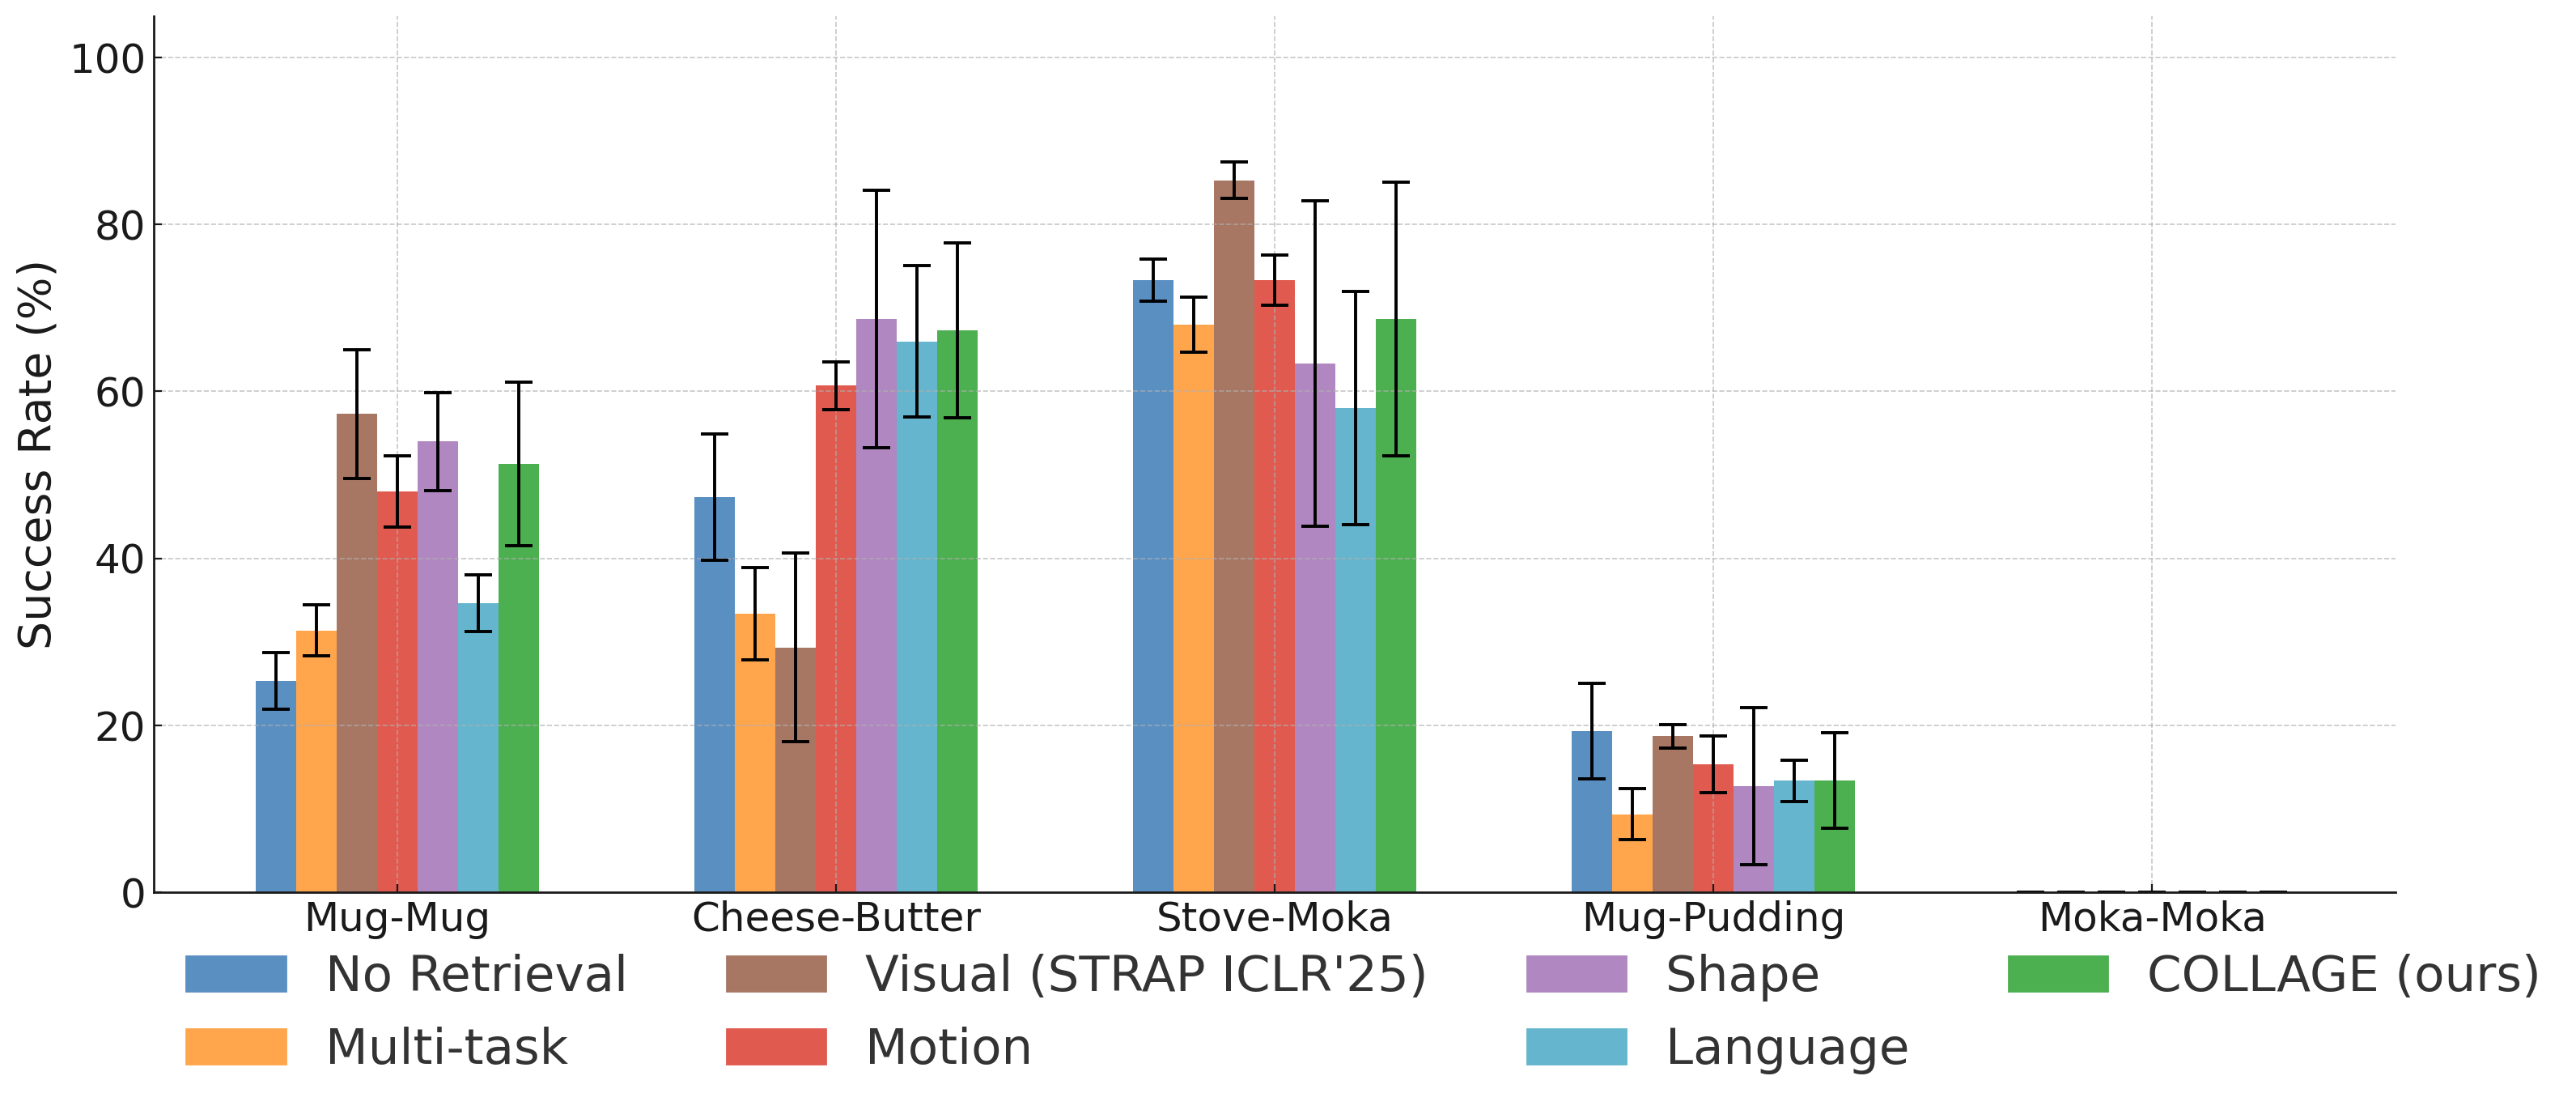 Success Rate (%)
100
80
60
40
20
0
Mug-Mug
Cheese-Butter
Stove-Moka
Mug-Pudding
Moka-Moka
No Retrieval
Multi-task
Visual (STRAP ICLR'25)
Motion
Shape
Language
COLLAGE (ours)